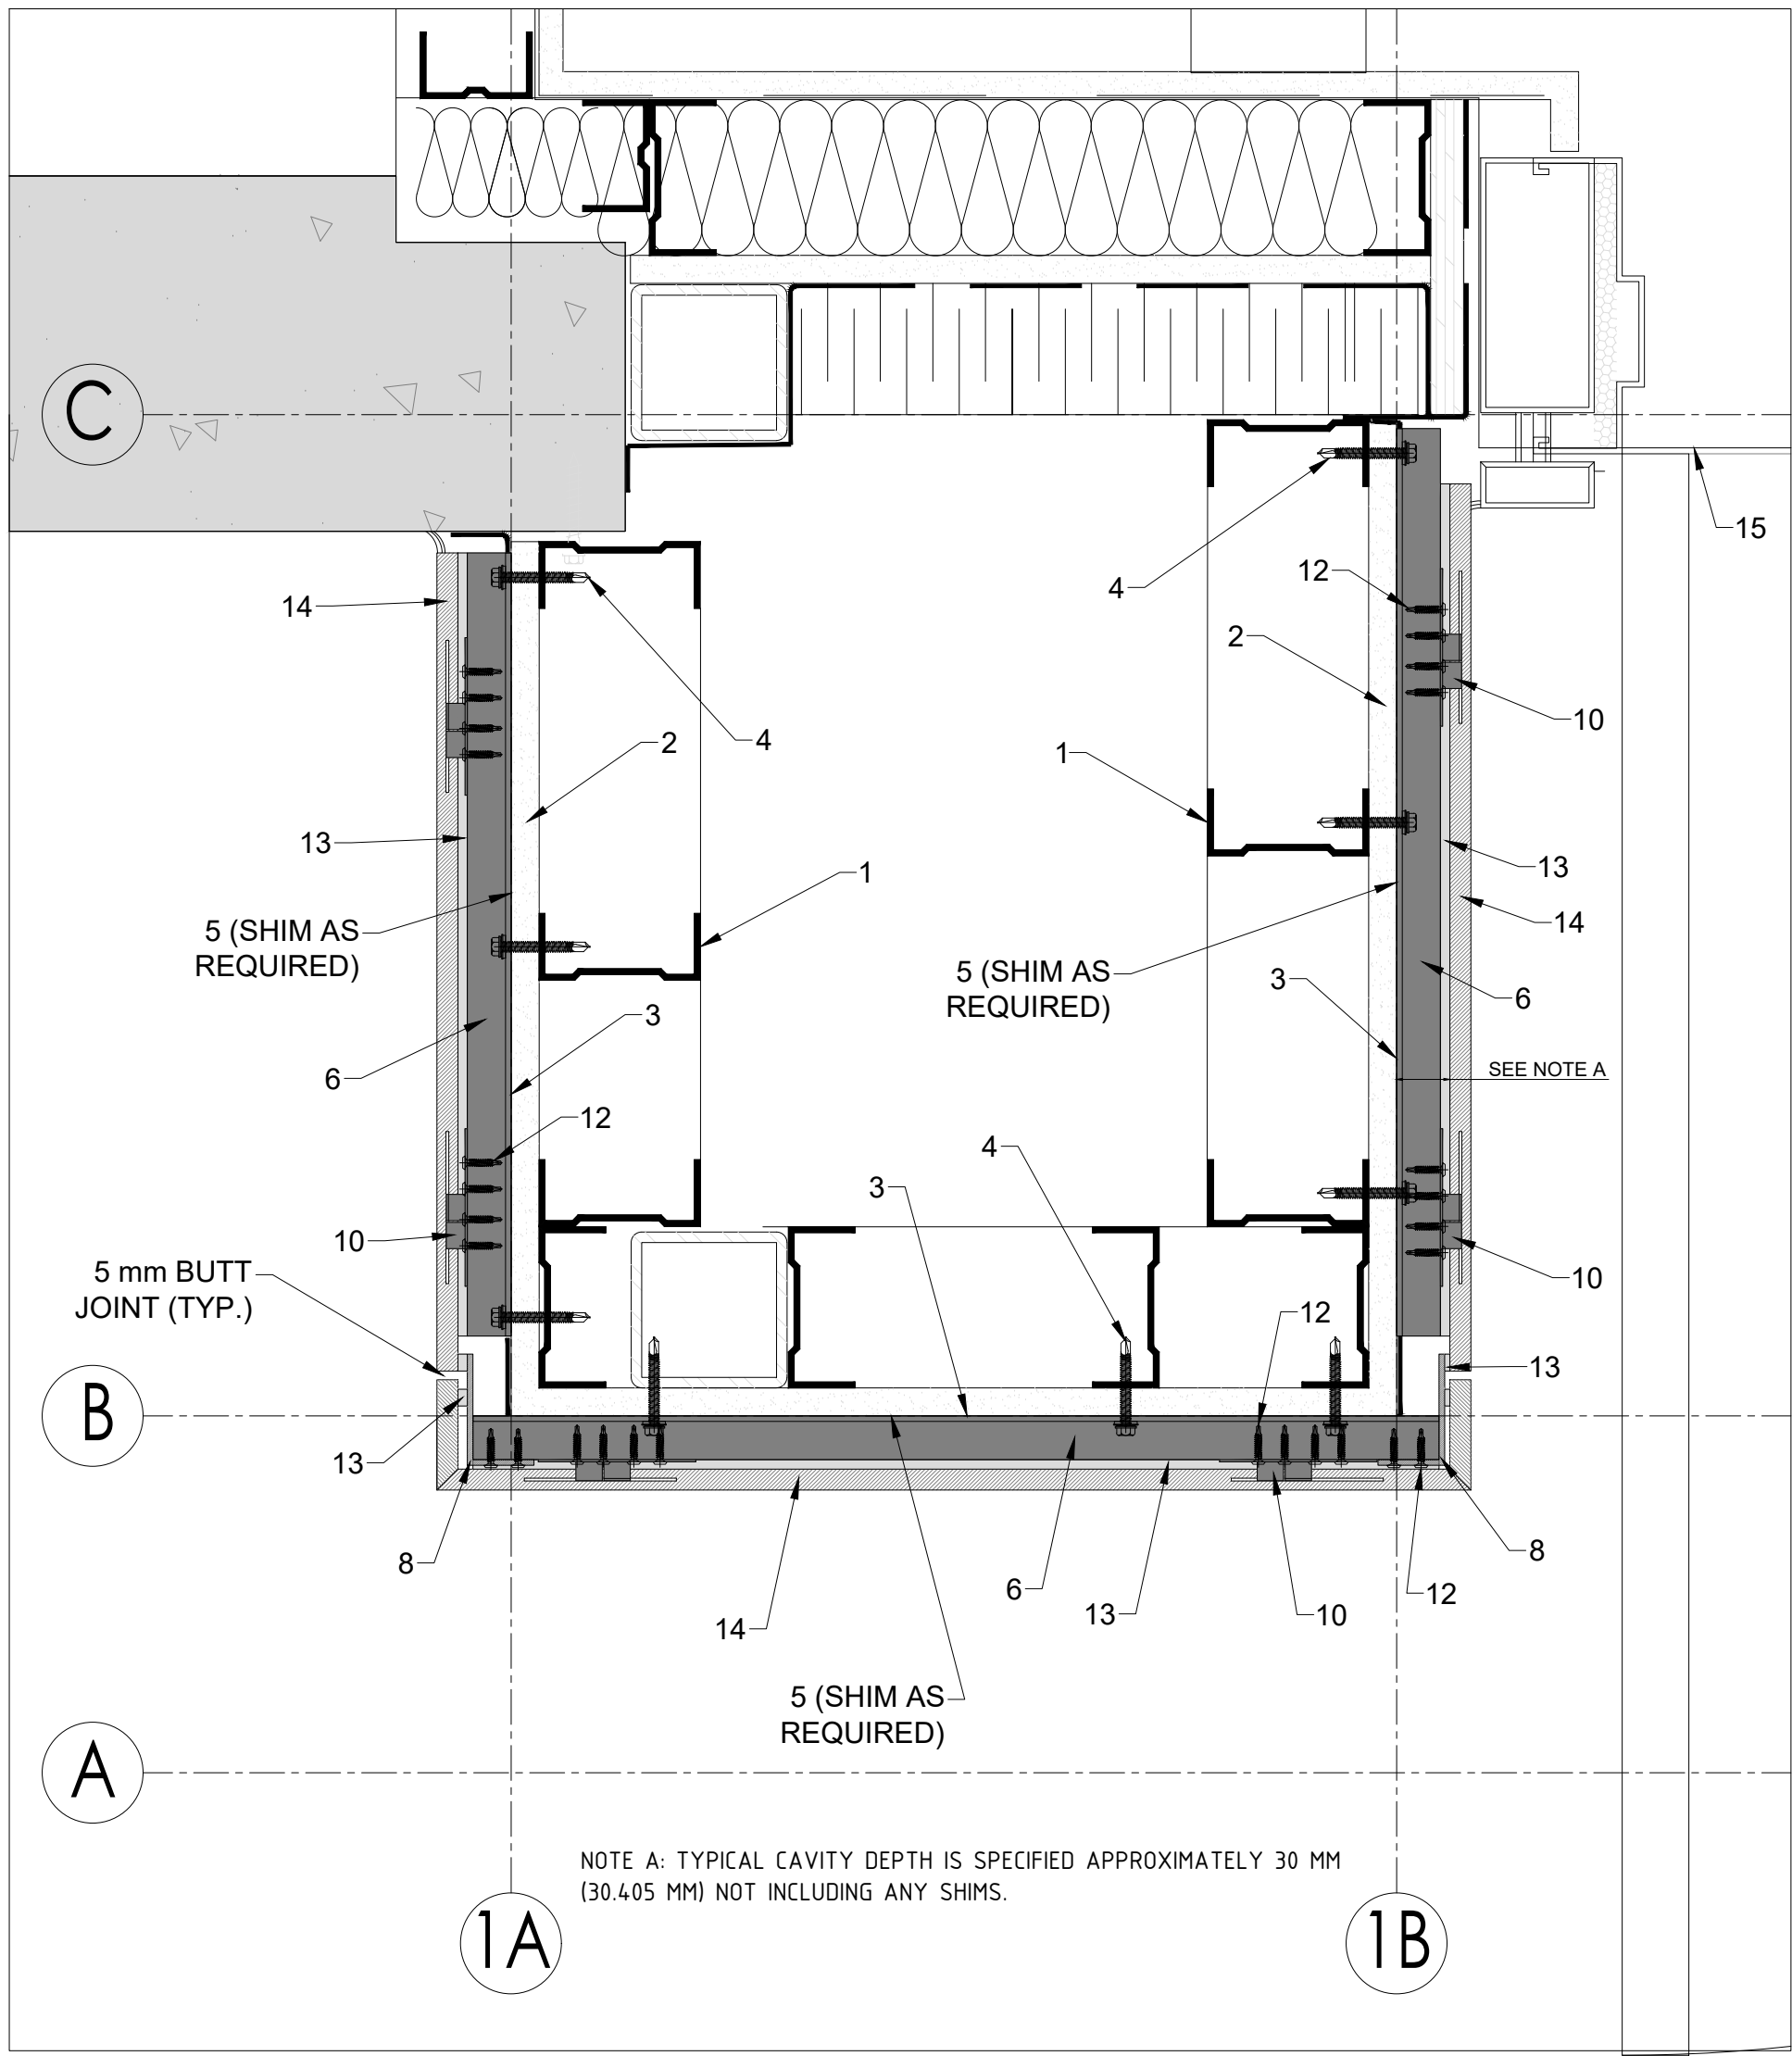 C
15
4
12
14
2
2
4
10
1
13
13
1
14
5 (SHIM AS
REQUIRED)
5 (SHIM AS
REQUIRED)
3
6
3
6
SEE NOTE A
12
4
3
10
5 mm BUTT
JOINT (TYP.)
10
12
13
B
13
8
8
6
12
14
13
10
5 (SHIM AS
REQUIRED)
A
NOTE A: TYPICAL CAVITY DEPTH IS SPECIFIED APPROXIMATELY 30 MM
(30.405 MM) NOT INCLUDING ANY SHIMS.
1A
1B